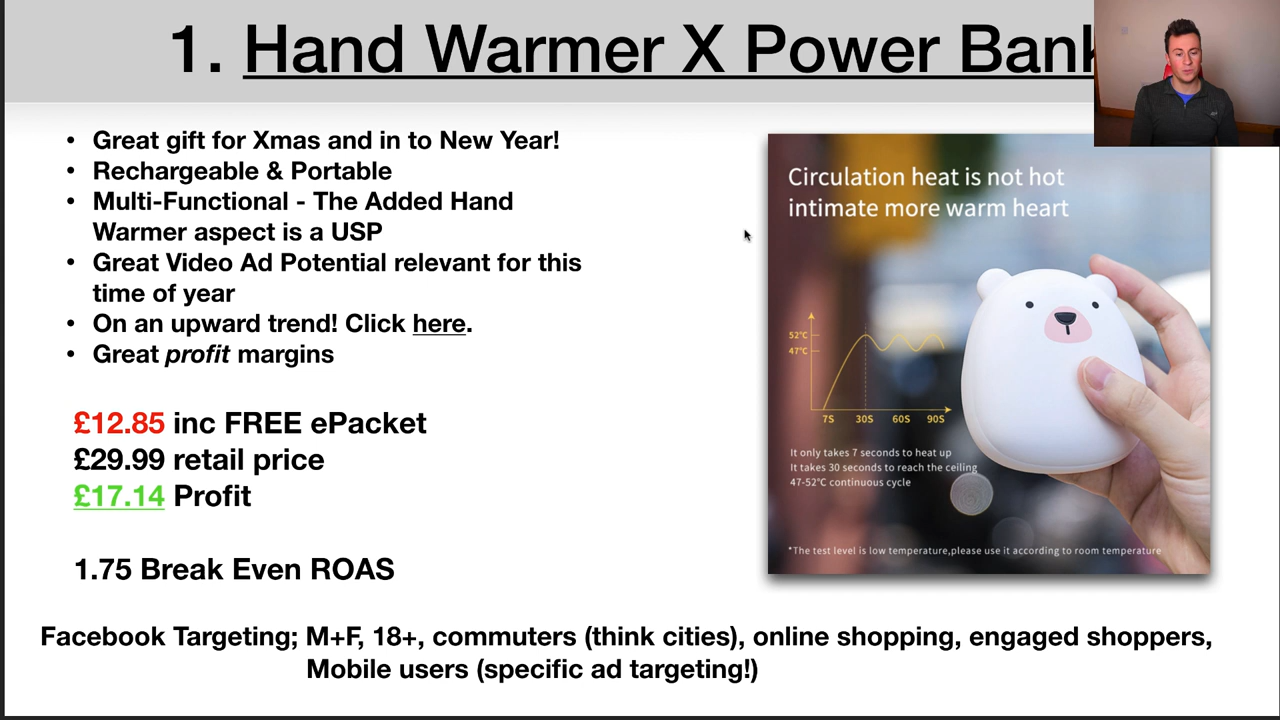 1. Hand Warmer X Power Bank
• Great gift for Xmas and in to New Year!
• Rechargeable & Portable
• Multi-Functional - The Added Hand
Warmer aspect is a USP
• Great Video Ad Potential relevant for this
time of year
• On an upward trend! Click here.
• Great profit margins
£12.85 inc FREE ePacket
£29.99 retail price
£17.14 Profit
1.75 Break Even ROAS
Facebook Targeting; M+F, 18+, commuters (think cities), online shopping, engaged shoppers,
Mobile users (specific ad targeting!)
Circulation heat is not hot
intimate more warm heart
52°C
47°C
7S 30S 60S 90S
It only takes 7 seconds to heat up
It takes 30 seconds to reach the ceiling
47-52°C continuous cycle
*The test level is low temperature,please use it according to room temperature